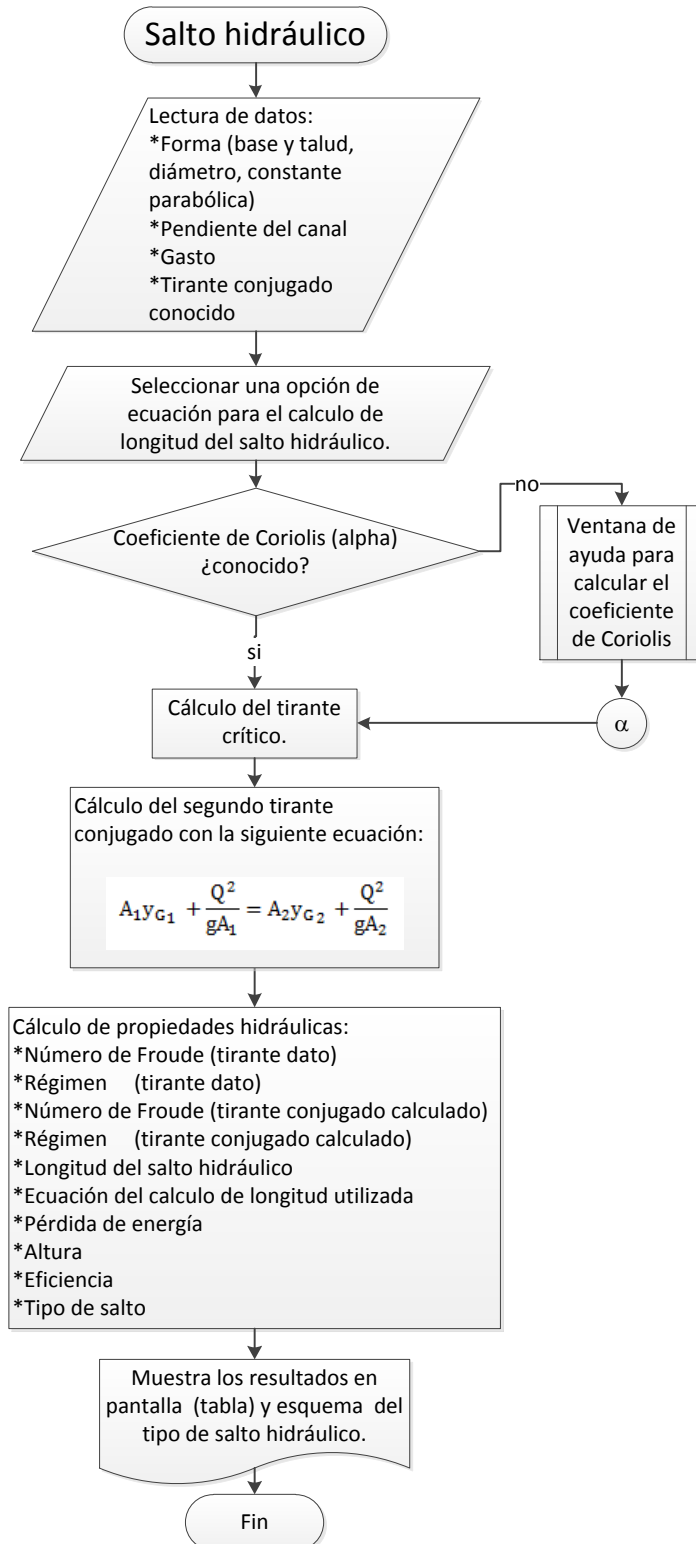 Salto hidráulico
Lectura de datos:
*Forma (base y talud,
diámetro, constante
parabólica)
*Pendiente del canal
*Gasto
*Tirante conjugado
conocido
Seleccionar una opción de
ecuación para el calculo de
longitud del salto hidráulico.
Coeficiente de Coriolis (alpha)
¿conocido?
no
Ventana de
ayuda para
calcular el
coeficiente
de Coriolis
si
α
Cálculo del tirante
crítico.
Cálculo del segundo tirante
conjugado con la siguiente ecuación:
A₁y_G₁ + Q²/gA₁ = A₂y_G₂ + Q²/gA₂
Cálculo de propiedades hidráulicas:
*Número de Froude (tirante dato)
*Régimen (tirante dato)
*Número de Froude (tirante conjugado calculado)
*Régimen (tirante conjugado calculado)
*Longitud del salto hidráulico
*Ecuación del calculo de longitud utilizada
*Pérdida de energía
*Altura
*Eficiencia
*Tipo de salto
Muestra los resultados en
pantalla (tabla) y esquema del
tipo de salto hidráulico.
Fin